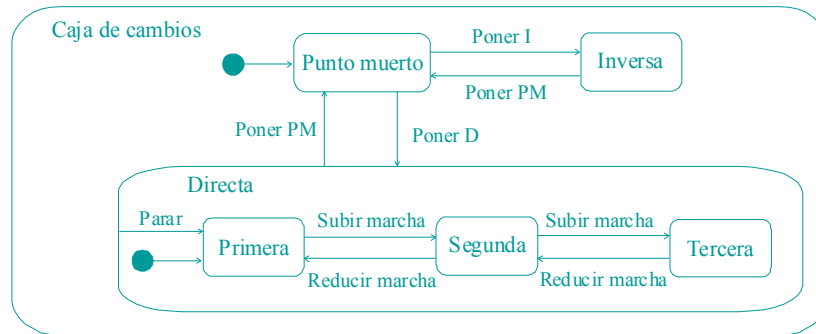 Caja de cambios
Poner I
Punto muerto
Inversa
Poner PM
Poner PM
Poner D
Directa
Parar
Subir marcha
Subir marcha
Primera
Segunda
Tercera
Reducir marcha
Reducir marcha